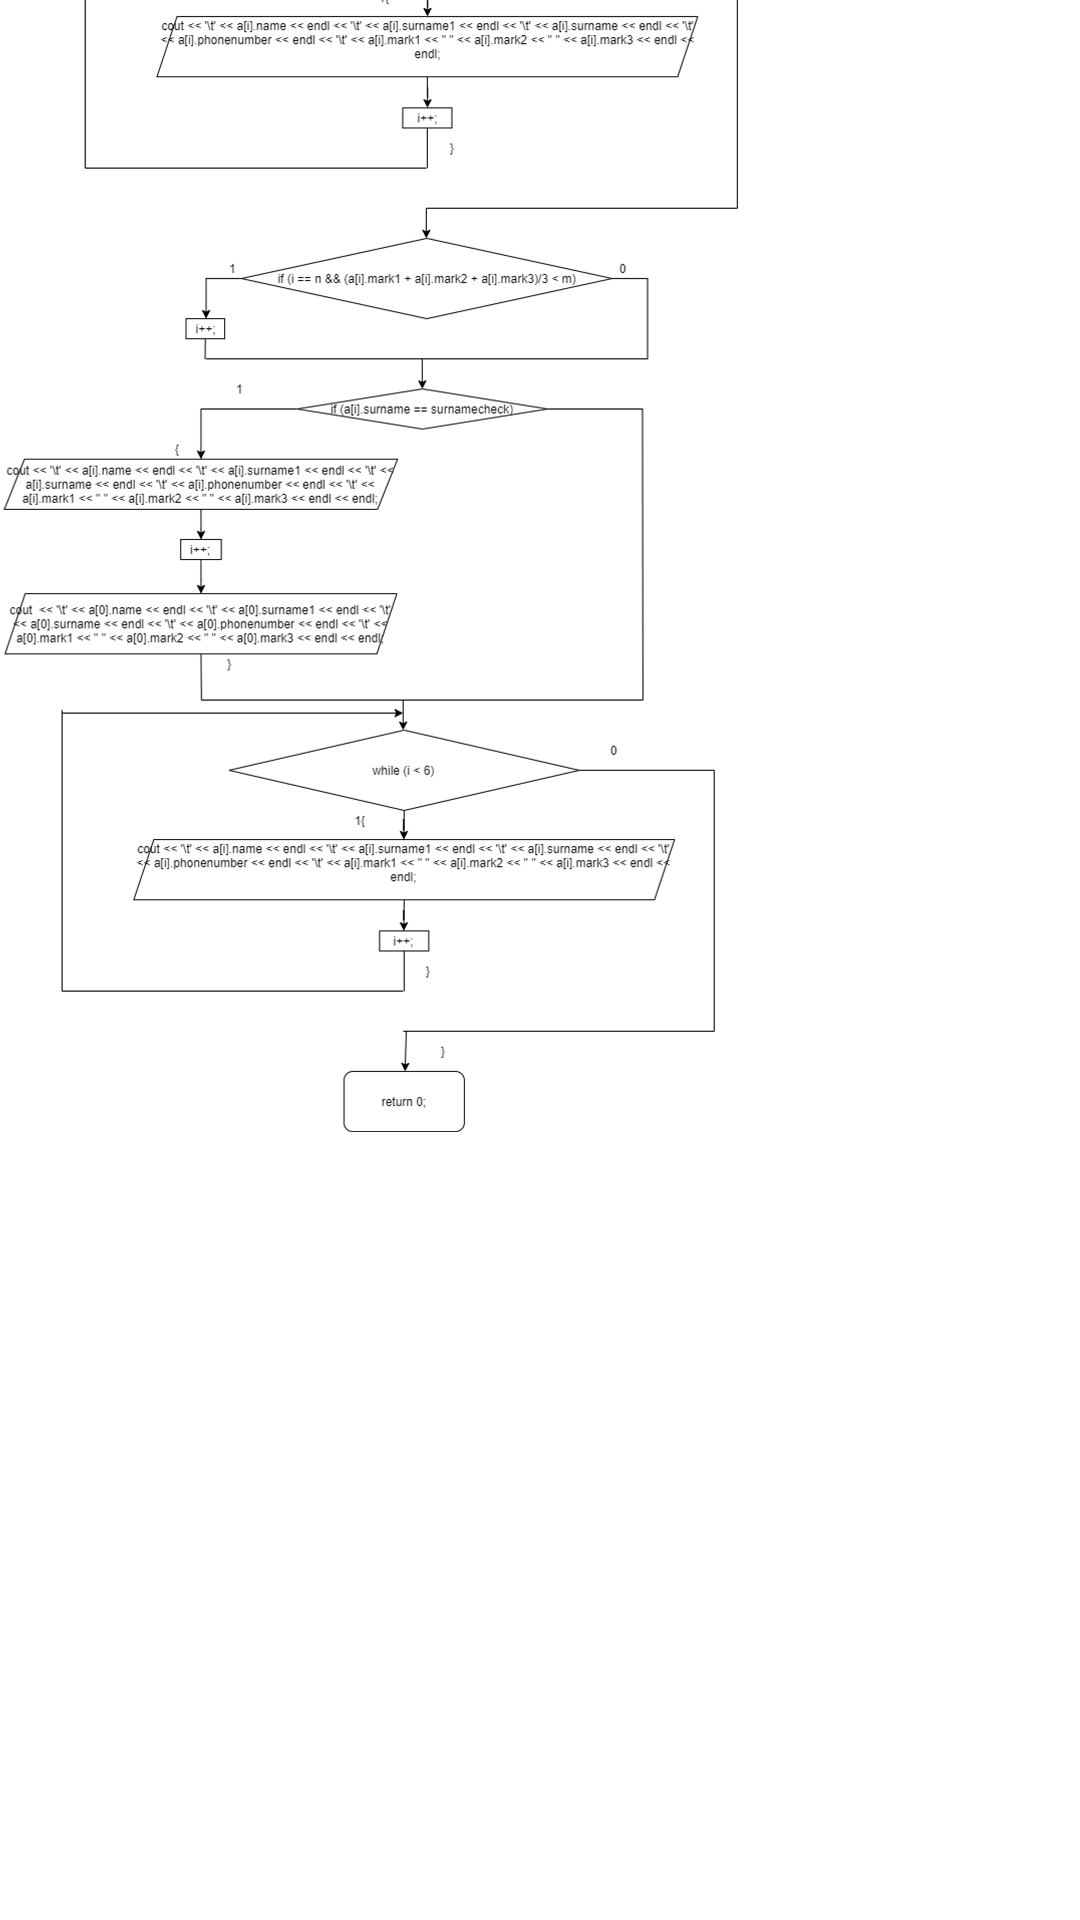 cout << '\t' << a[i].name << endl << '\t' << a[i].surname1 << endl << '\t' << a[i].surname << endl << '\t'
<< a[i].phonenumber << endl << '\t' << a[i].mark1 << " " << a[i].mark2 << " " << a[i].mark3 << endl <<
endl;
i++;
}
if (i == n && (a[i].mark1 + a[i].mark2 + a[i].mark3)/3 < m)
1
0
i++;
if (a[i].surname == surnamecheck)
1
{
cout << '\t' << a[i].name << endl << '\t' << a[i].surname1 << endl << '\t' <<
a[i].surname << endl << '\t' << a[i].phonenumber << endl << '\t' <<
a[i].mark1 << " " << a[i].mark2 << " " << a[i].mark3 << endl << endl;
i++;
cout  << '\t' << a[0].name << endl << '\t' << a[0].surname1 << endl << '\t'
<< a[0].surname << endl << '\t' << a[0].phonenumber << endl << '\t' <<
a[0].mark1 << " " << a[0].mark2 << " " << a[0].mark3 << endl << endl;
}
while (i < 6)
0
1{
cout << '\t' << a[i].name << endl << '\t' << a[i].surname1 << endl << '\t' << a[i].surname << endl << '\t'
<< a[i].phonenumber << endl << '\t' << a[i].mark1 << " " << a[i].mark2 << " " << a[i].mark3 << endl <<
endl;
i++;
}
}
return 0;